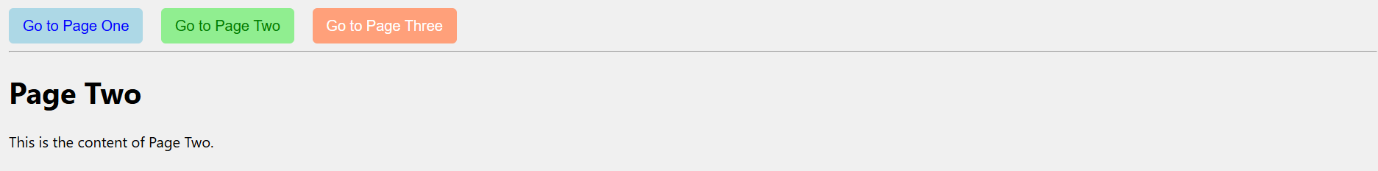 Go to Page One Go to Page Two Go to Page Three
Page Two
This is the content of Page Two.